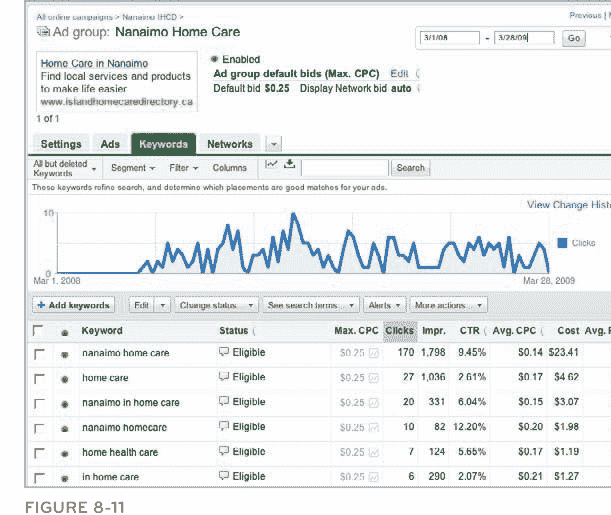 All online campaigns > Nanaimo IHCD >
Previous |
Ad group: Nanaimo Home Care
3/1/08 - 3/28/09 Go
Home Care in Nanaimo
Find local services and products
to make life easier
www.islandhomecaredirectory.ca
1 of 1
Enabled
Ad group default bids (Max. CPC) Edit
Default bid $0.25 Display Network bid auto
Settings Ads Keywords Networks
All but deleted
Keywords
Segment Filter Columns Search
These keywords refine search, and determine which placements are good matches for your ads.
View Change Histo
10
Clicks
0
Mar 1, 2008 Mar 28, 2009
+ Add keywords Edit Change status... See search terms... Alerts More actions...
Keyword Status Max. CPC Clicks Impr. CTR Avg. CPC Cost Avg. P
nanaimo home care Eligible $0.25 170 1,798 9.45% $0.14 $23.41
home care Eligible $0.25 27 1,036 2.61% $0.17 $4.62
nanaimo in home care Eligible $0.25 20 331 6.04% $0.15 $3.07
nanaimo homecare Eligible $0.25 10 82 12.20% $0.20 $1.98
home health care Eligible $0.25 7 124 5.65% $0.17 $1.19
in home care Eligible $0.25 6 290 2.07% $0.21 $1.27
FIGURE 8-11